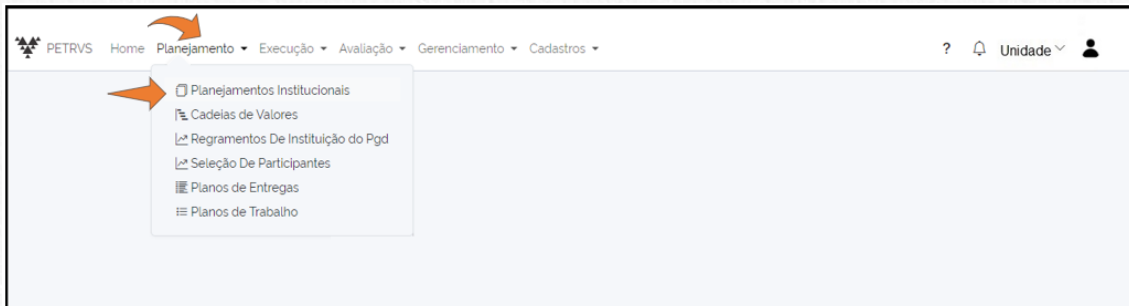 PETRVS Home Planejamento Execução Avaliação Gerenciamento Cadastros ? Unidade
Planejamentos Institucionais
Cadeias de Valores
Regramentos De Instituição do Pgd
Seleção De Participantes
Planos de Entregas
Planos de Trabalho